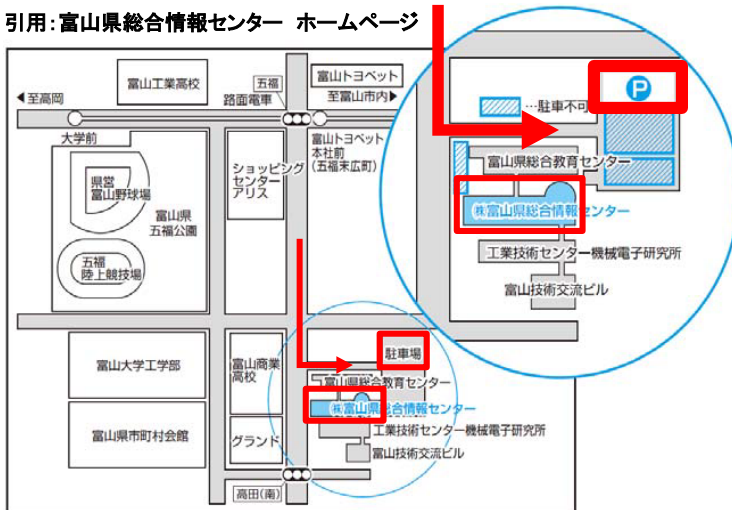 引用：富山県総合情報センター ホームページ
富山工業高校
五福
富山トヨペット
◀至高岡
路面電車
至富山市内▶
大学前
富山トヨペット
本社前
(五福末広町)
ショッピング
センター
アリス
県営
富山野球場
富山県
五福公園
五福
陸上競技場
富山大学工学部
富山商業
高校
駐車場
富山県総合教育センター
㈱富山県総合情報センター
工業技術センター機械電子研究所
富山技術交流ビル
富山県市町村会館
グランド
高田(南)
P
…駐車不可
富山県総合教育センター
㈱富山県総合情報センター
工業技術センター機械電子研究所
富山技術交流ビル